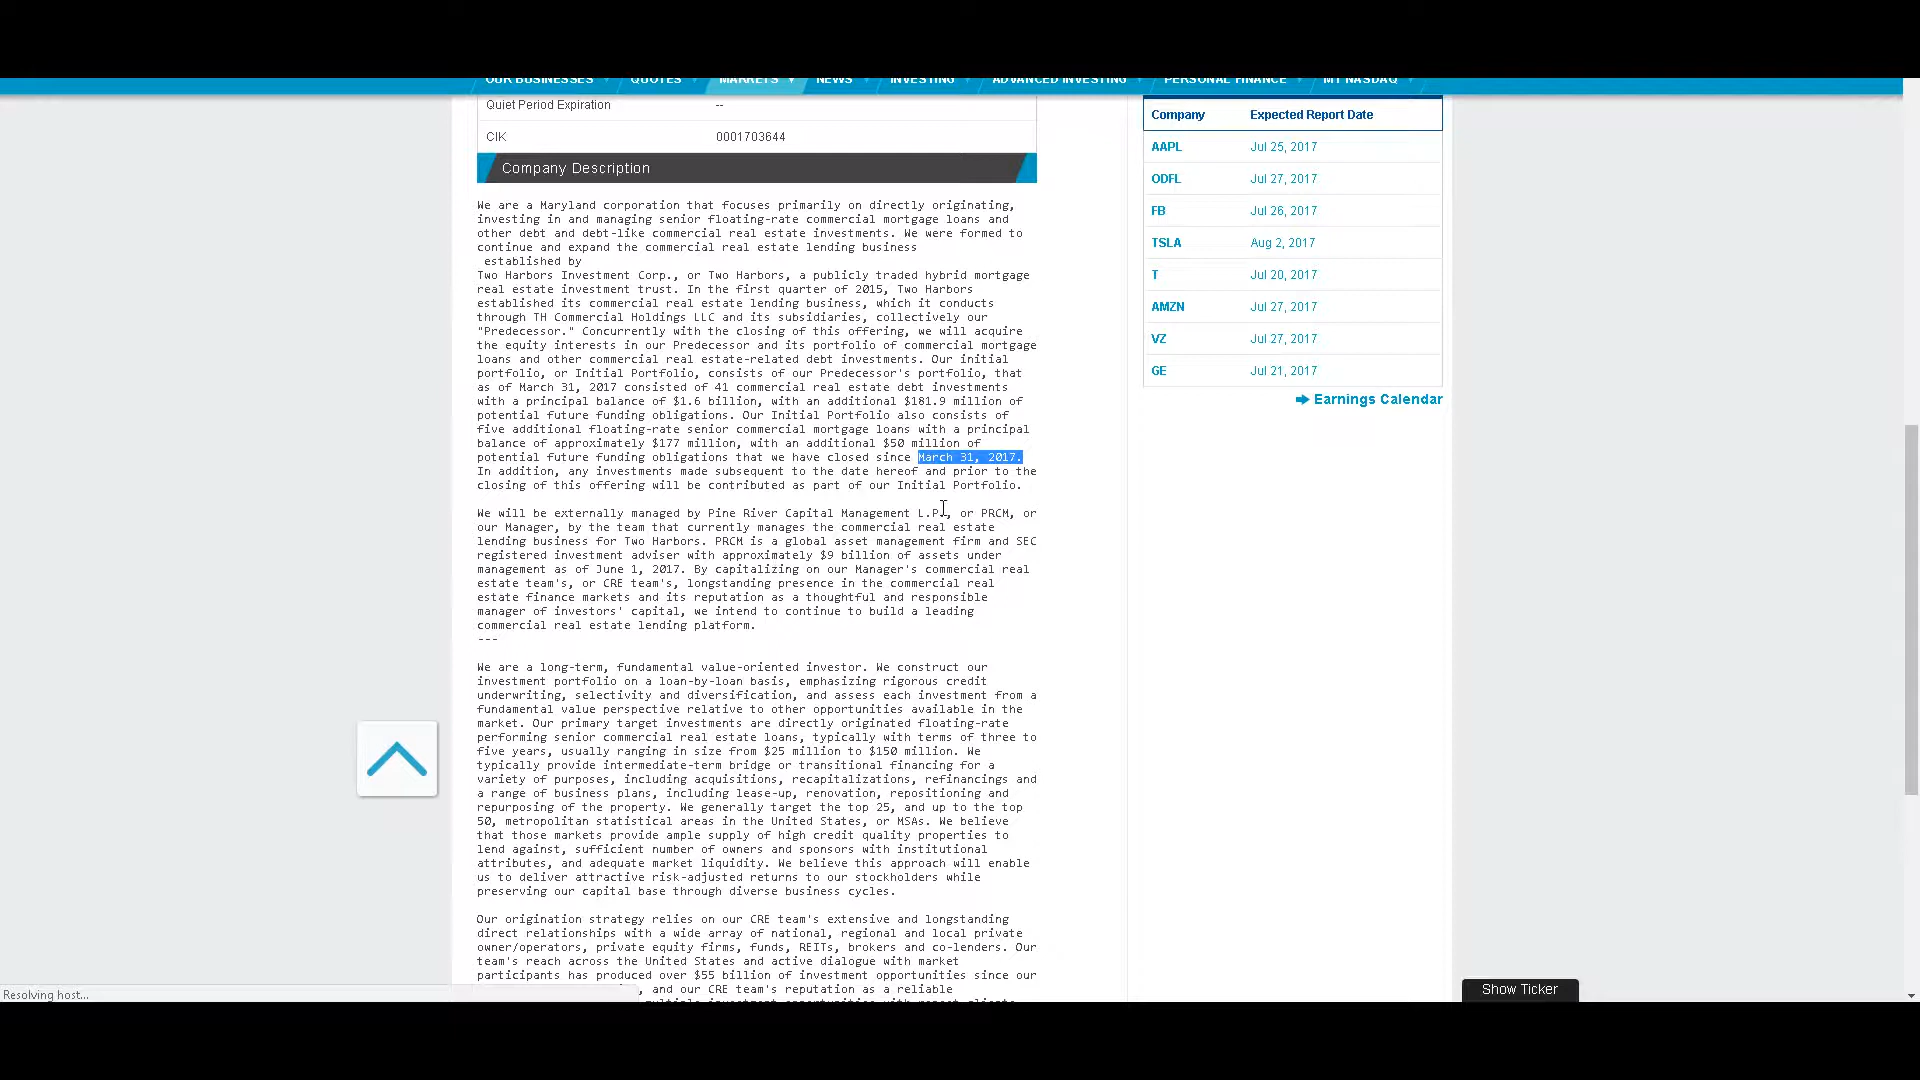 OUR BUSINESSES QUOTES MARKETS NEWS INVESTING ADVANCED INVESTING PERSONAL FINANCE MY NASDAQ
Quiet Period Expiration --
CIK 0001703644
Company Description
We are a Maryland corporation that focuses primarily on directly originating,
investing in and managing senior floating-rate commercial mortgage loans and
other debt and debt-like commercial real estate investments. We were formed to
continue and expand the commercial real estate lending business
established by
Two Harbors Investment Corp., or Two Harbors, a publicly traded hybrid mortgage
real estate investment trust. In the first quarter of 2015, Two Harbors
established its commercial real estate lending business, which it conducts
through TH Commercial Holdings LLC and its subsidiaries, collectively our
"Predecessor." Concurrently with the closing of this offering, we will acquire
the equity interests in our Predecessor and its portfolio of commercial mortgage
loans and other commercial real estate-related debt investments. Our initial
portfolio, or Initial Portfolio, consists of our Predecessor's portfolio, that
as of March 31, 2017 consisted of 41 commercial real estate debt investments
with a principal balance of $1.6 billion, with an additional $181.9 million of
potential future funding obligations. Our Initial Portfolio also consists of
five additional floating-rate senior commercial mortgage loans with a principal
balance of approximately $177 million, with an additional $50 million of
potential future funding obligations that we have closed since March 31, 2017.
In addition, any investments made subsequent to the date hereof and prior to the
closing of this offering will be contributed as part of our Initial Portfolio.
We will be externally managed by Pine River Capital Management L.P., or PRCM, or
our Manager, by the team that currently manages the commercial real estate
lending business for Two Harbors. PRCM is a global asset management firm and SEC
registered investment adviser with approximately $9 billion of assets under
management as of June 1, 2017. By capitalizing on our Manager's commercial real
estate team's, or CRE team's, longstanding presence in the commercial real
estate finance markets and its reputation as a thoughtful and responsible
manager of investors' capital, we intend to continue to build a leading
commercial real estate lending platform.
---
We are a long-term, fundamental value-oriented investor. We construct our
investment portfolio on a loan-by-loan basis, emphasizing rigorous credit
underwriting, selectivity and diversification, and assess each investment from a
fundamental value perspective relative to other opportunities available in the
market. Our primary target investments are directly originated floating-rate
performing senior commercial real estate loans, typically with terms of three to
five years, usually ranging in size from $25 million to $150 million. We
typically provide intermediate-term bridge or transitional financing for a
variety of purposes, including acquisitions, recapitalizations, refinancings and
a range of business plans, including lease-up, renovation, repositioning and
repurposing of the property. We generally target the top 25, and up to the top
50, metropolitan statistical areas in the United States, or MSAs. We believe
that those markets provide ample supply of high credit quality properties to
lend against, sufficient number of owners and sponsors with institutional
attributes, and adequate market liquidity. We believe this approach will enable
us to deliver attractive risk-adjusted returns to our stockholders while
preserving our capital base through diverse business cycles.
Our origination strategy relies on our CRE team's extensive and longstanding
direct relationships with a wide array of national, regional and local private
owner/operators, private equity firms, funds, REITs, brokers and co-lenders. Our
team's reach across the United States and active dialogue with market
participants has produced over $55 billion of investment opportunities since our
, and our CRE team's reputation as a reliable
Company Expected Report Date
AAPL Jul 25, 2017
ODFL Jul 27, 2017
FB Jul 26, 2017
TSLA Aug 2, 2017
T Jul 20, 2017
AMZN Jul 27, 2017
VZ Jul 27, 2017
GE Jul 21, 2017
Earnings Calendar
Show Ticker
Resolving host...